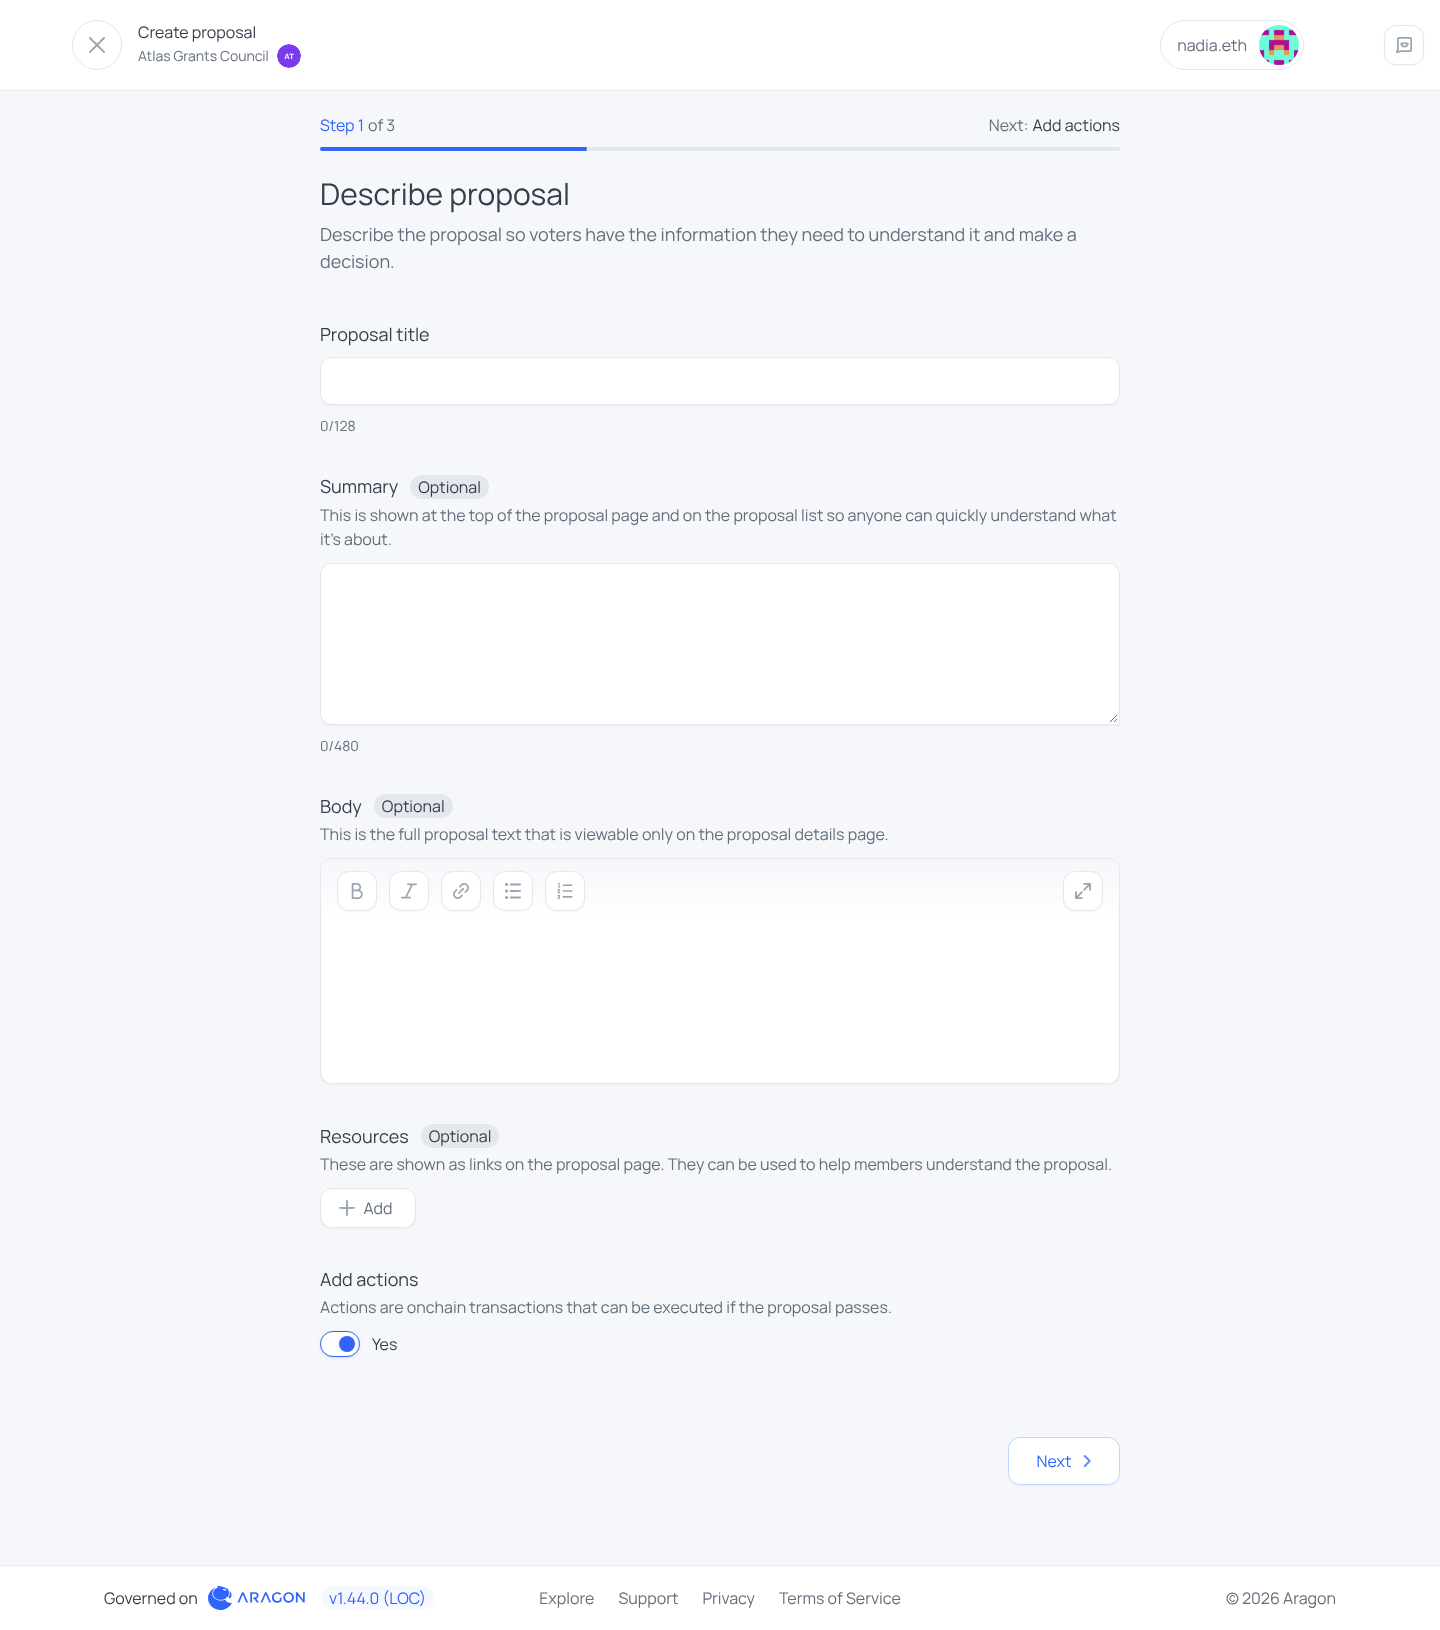 Create proposal
Atlas Grants Council AT
nadia.eth
Step 1 of 3
Next: Add actions
Describe proposal
Describe the proposal so voters have the information they need to understand it and make a
decision.
Proposal title
0/128
Summary Optional
This is shown at the top of the proposal page and on the proposal list so anyone can quickly understand what
it's about.
0/480
Body Optional
This is the full proposal text that is viewable only on the proposal details page.
Resources Optional
These are shown as links on the proposal page. They can be used to help members understand the proposal.
Add
Add actions
Actions are onchain transactions that can be executed if the proposal passes.
Yes
Next
Governed on ARAGON v1.44.0 (LOC)
Explore Support Privacy Terms of Service
© 2026 Aragon